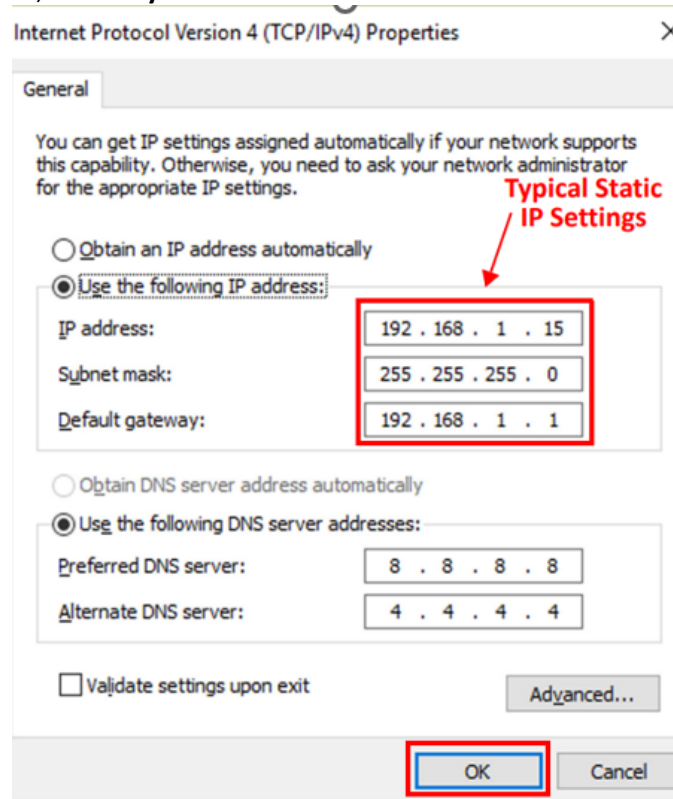 Internet Protocol Version 4 (TCP/IPv4) Properties
General
You can get IP settings assigned automatically if your network supports
this capability. Otherwise, you need to ask your network administrator
for the appropriate IP settings.
Typical Static
IP Settings
Obtain an IP address automatically
Use the following IP address:
IP address: 192 . 168 . 1 . 15
Subnet mask: 255 . 255 . 255 . 0
Default gateway: 192 . 168 . 1 . 1
Obtain DNS server address automatically
Use the following DNS server addresses:
Preferred DNS server: 8 . 8 . 8 . 8
Alternate DNS server: 4 . 4 . 4 . 4
Validate settings upon exit
Advanced...
OK Cancel